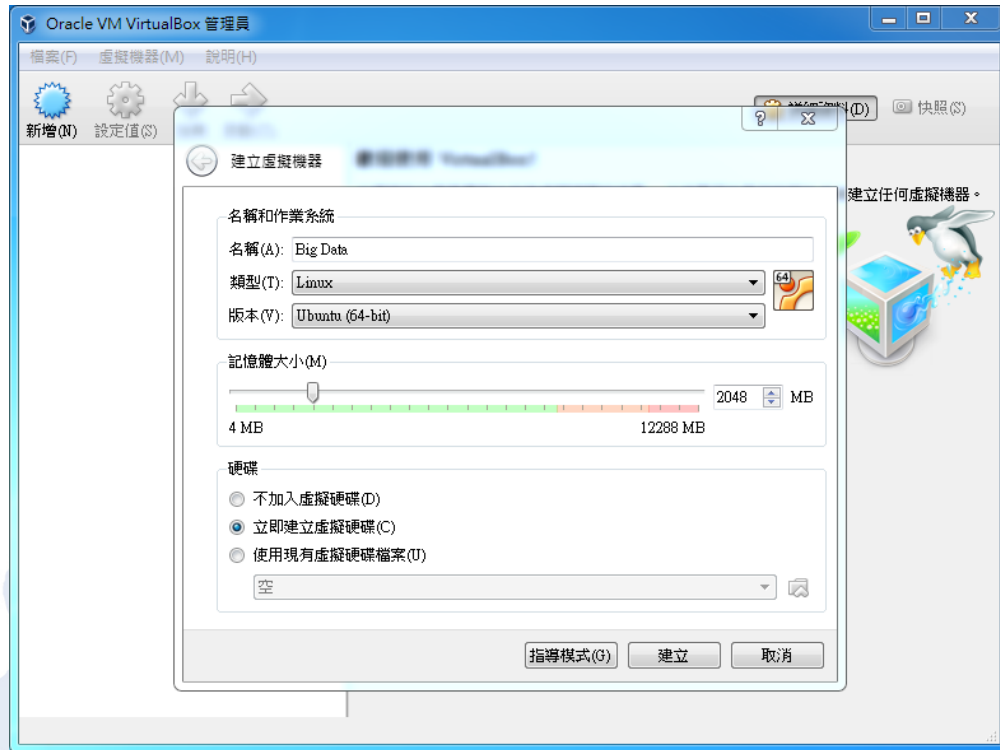 Oracle VM VirtualBox 管理員
檔案(F) 虛擬機器(M) 說明(H)
新增(N) 設定值(S)
快照(S)
建立虛擬機器
建立任何虛擬機器。
名稱和作業系統
名稱(A): Big Data
類型(T): Linux
64
版本(V): Ubuntu (64-bit)
記憶體大小(M)
2048 MB
4 MB 12288 MB
硬碟
不加入虛擬硬碟(D)
立即建立虛擬硬碟(C)
使用現有虛擬硬碟檔案(U)
空
指導模式(G) 建立 取消